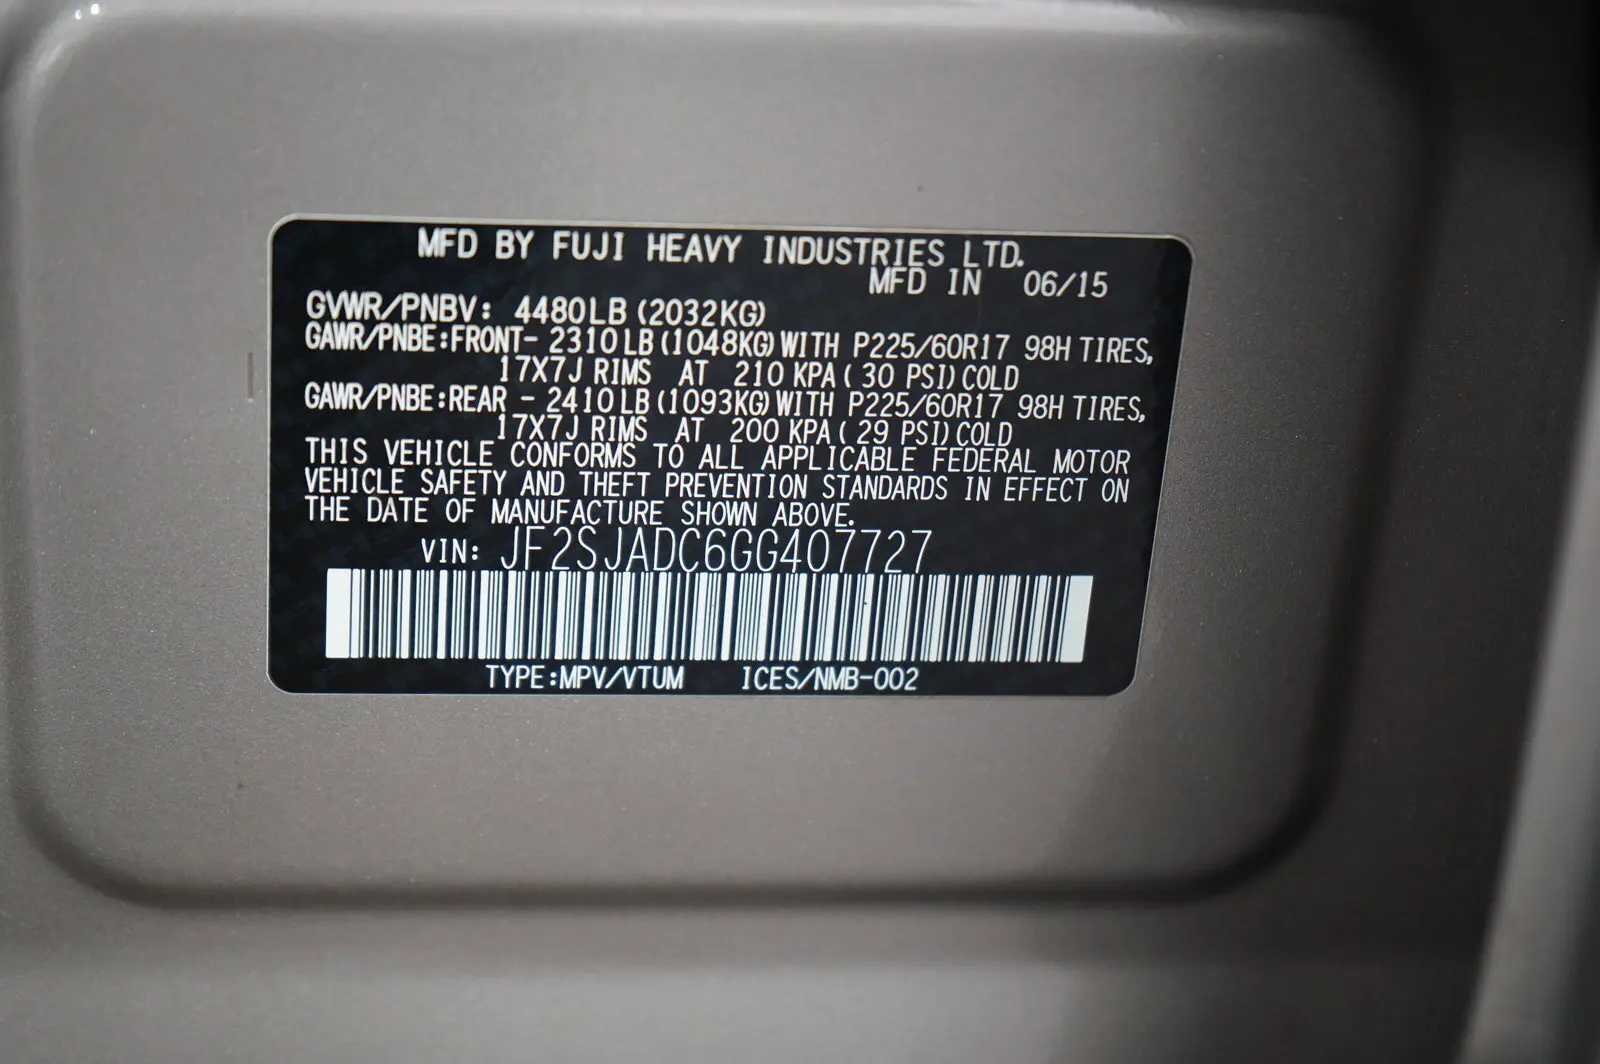 MFD BY FUJI HEAVY INDUSTRIES LTD.
MFD IN 06/15
GVWR/PNBV: 4480LB (2032KG)
GAWR/PNBE:FRONT- 2310LB (1048KG) WITH P225/60R17 98H TIRES,
17X7J RIMS AT 210 KPA ( 30 PSI) COLD
GAWR/PNBE:REAR - 2410LB (1093KG) WITH P225/60R17 98H TIRES,
17X7J RIMS AT 200 KPA ( 29 PSI) COLD
THIS VEHICLE CONFORMS TO ALL APPLICABLE FEDERAL MOTOR
VEHICLE SAFETY AND THEFT PREVENTION STANDARDS IN EFFECT ON
THE DATE OF MANUFACTURE SHOWN ABOVE.
VIN: JF2SJADC6GG407727
TYPE:MPV/VTUM ICES/NMB-002